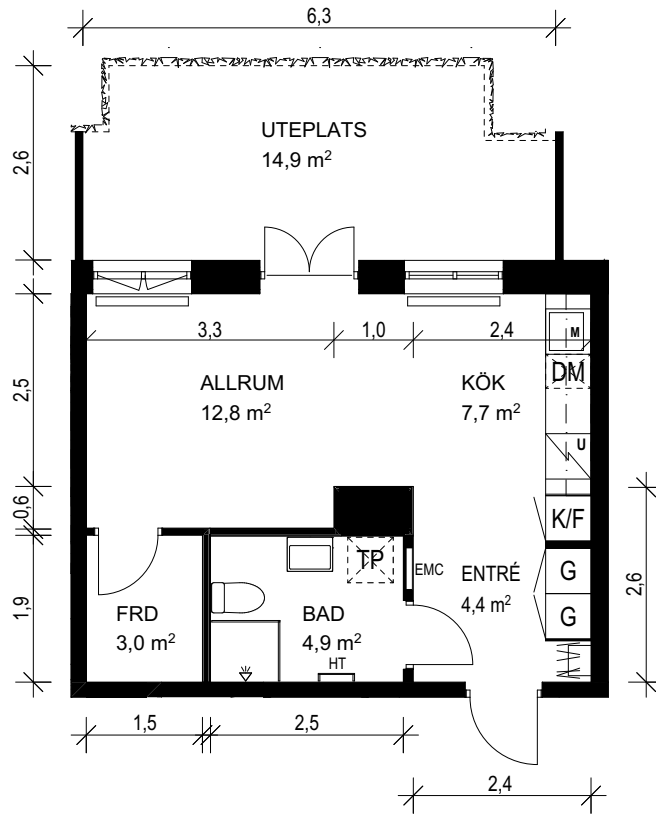 6,3
UTEPLATS
14,9 m²
2,6
3,3
1,0
2,4
M
DM
ALLRUM
12,8 m²
KÖK
7,7 m²
2,5
U
0,6
K/F
TP
EMC
ENTRÉ
4,4 m²
G
G
FRD
3,0 m²
BAD
4,9 m²
1,9
2,6
HT
1,5
2,5
2,4